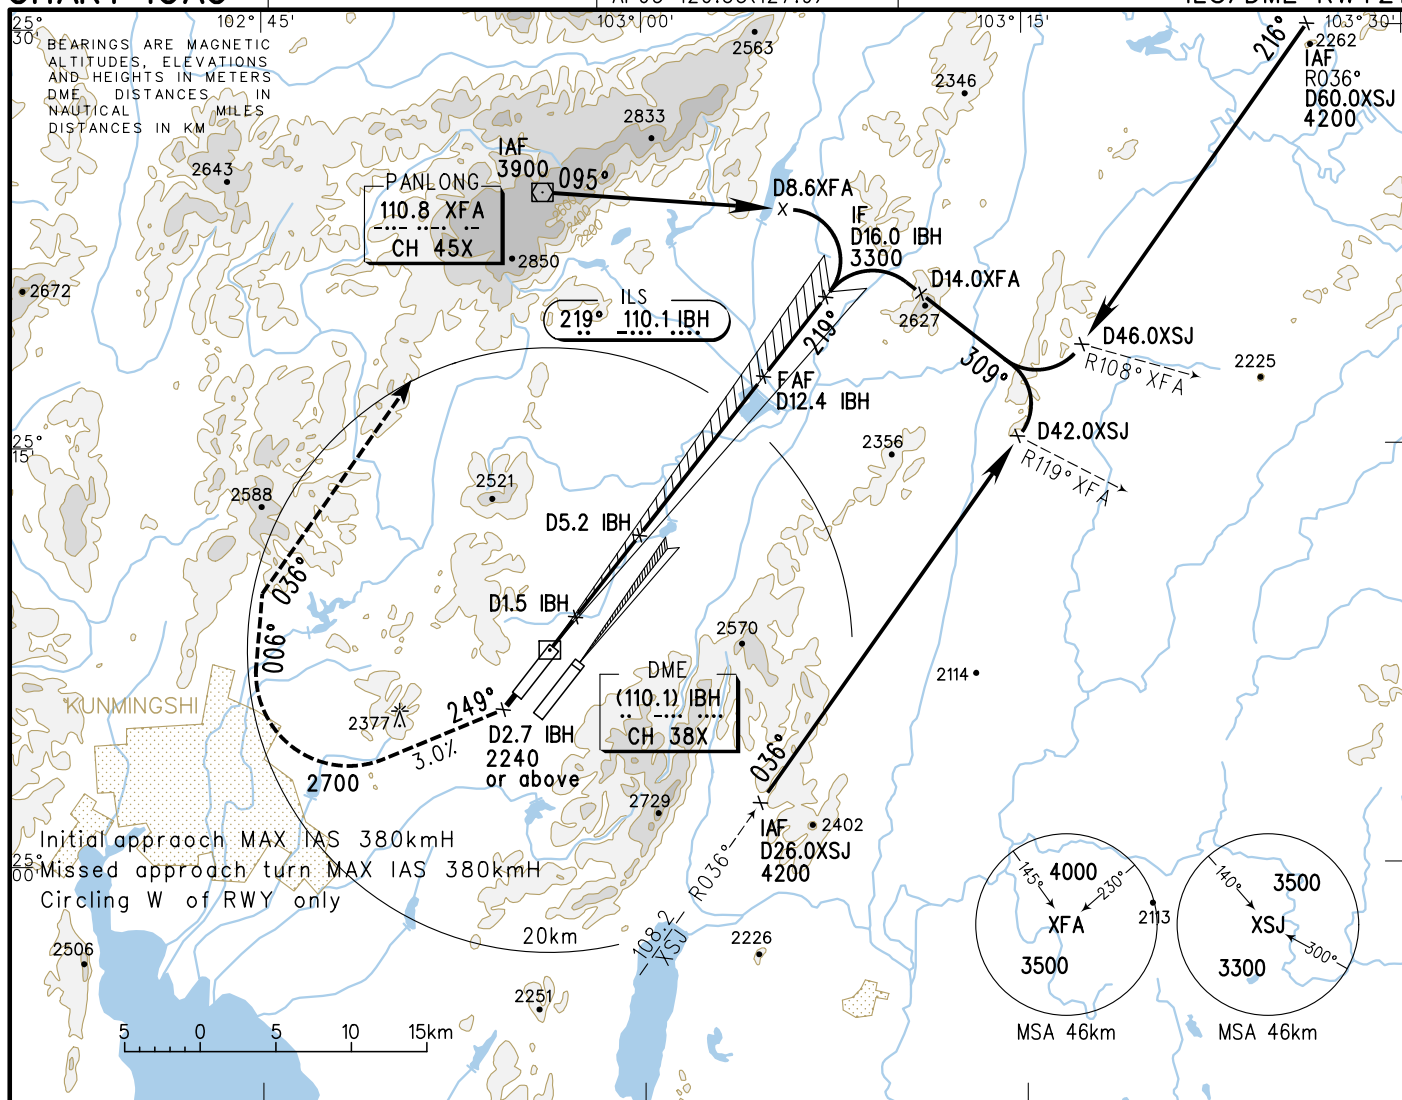 102°45'
103°00'
103°15'
103°30'
25°
30'
BEARINGS ARE MAGNETIC
ALTITUDES, ELEVATIONS
AND HEIGHTS IN METERS
DME DISTANCES IN
NAUTICAL MILES
DISTANCES IN KM
2563
2262
216°
IAF
R036°
D60.0XSJ
4200
2346
2833
2643
IAF
3900
095°
PANLONG
110.8 XFA
CH 45X
D8.6XFA
IF
D16.0 IBH
3300
2850
2400
D14.0XFA
2672
2627
ILS
219° 110.1 IBH
219°
309°
D46.0XSJ
R108° XFA
2225
FAF
D12.4 IBH
D42.0XSJ
25°
15'
R119° XFA
2356
2521
2588
D5.2 IBH
036°
D1.5 IBH
006°
2570
DME
(110.1) IBH
CH 38X
2114
KUNMINGSHI
249°
2377
3.0%
D2.7 IBH
2240
or above
2700
036°
2729
IAF
D26.0XSJ
4200
2402
Initial appraoch MAX IAS 380kmH
Missed approach turn MAX IAS 380kmH
Circling W of RWY only
25°
00'
R036°
108.2
XSJ
20km
2226
2506
2251
145°
4000
230°
XFA
3500
2113
MSA 46km
140°
3500
XSJ
300°
3300
MSA 46km
5 0 5 10 15km